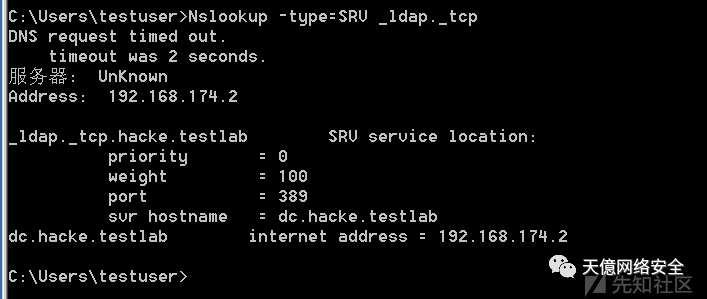 C:\Users\testuser>Nslookup -type=SRV _ldap._tcp
DNS request timed out.
    timeout was 2 seconds.
服务器:  UnKnown
Address:  192.168.174.2

_ldap._tcp.hacke.testlab        SRV service location:
          priority       = 0
          weight         = 100
          port           = 389
          svr hostname   = dc.hacke.testlab
dc.hacke.testlab        internet address = 192.168.174.2

C:\Users\testuser>
天億网络安全
先知社区